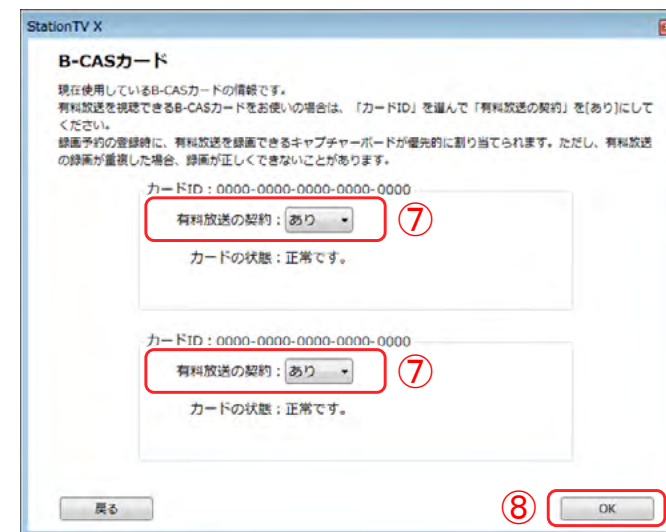 StationTV X
B-CASカード
現在使用しているB-CASカードの情報です。
有料放送を視聴できるB-CASカードをお使いの場合は、「カードID」を選んで「有料放送の契約」を[あり]にして
ください。
録画予約の登録時に、有料放送を録画できるキャプチャーボードが優先的に割り当てられます。ただし、有料放送
の録画が重複した場合、録画が正しくできないことがあります。
カードID:0000-0000-0000-0000-0000
有料放送の契約:あり ⑦
カードの状態:正常です。
カードID:0000-0000-0000-0000-0000
有料放送の契約:あり ⑦
カードの状態:正常です。
戻る ⑧ OK